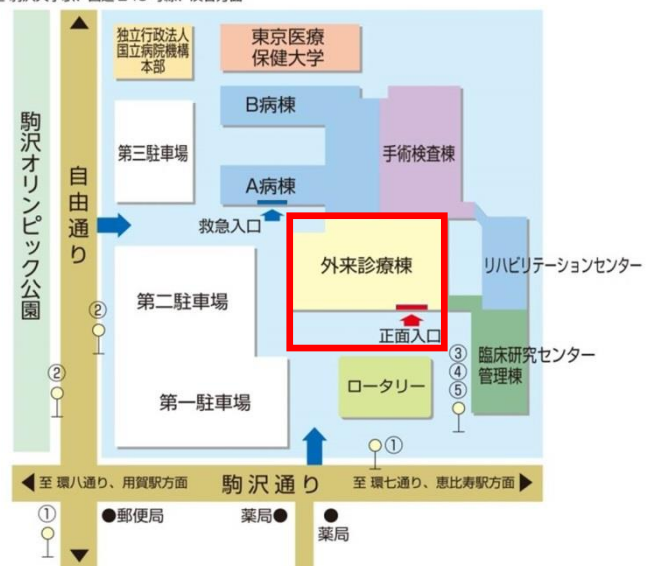 独立行政法人
国立病院機構
本部
東京医療
保健大学
B病棟
手術検査棟
第三駐車場
A病棟
救急入口
駒沢オリンピック公園
自由通り
外来診療棟
リハビリテーションセンター
第二駐車場
正面入口
②
②
③
④
⑤
臨床研究センター
管理棟
ロータリー
第一駐車場
①
至 環八通り、用賀駅方面
駒沢通り
至 環七通り、恵比寿駅方面
①
●郵便局
薬局●
●
薬局